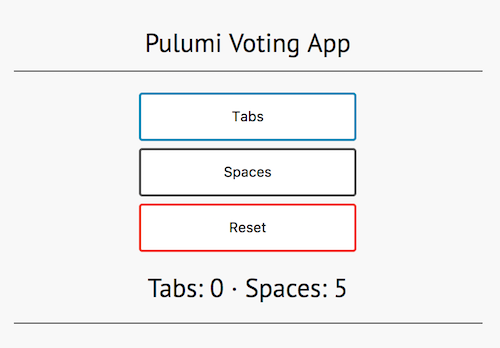 Pulumi Voting App
Tabs
Spaces
Reset
Tabs: 0 · Spaces: 5